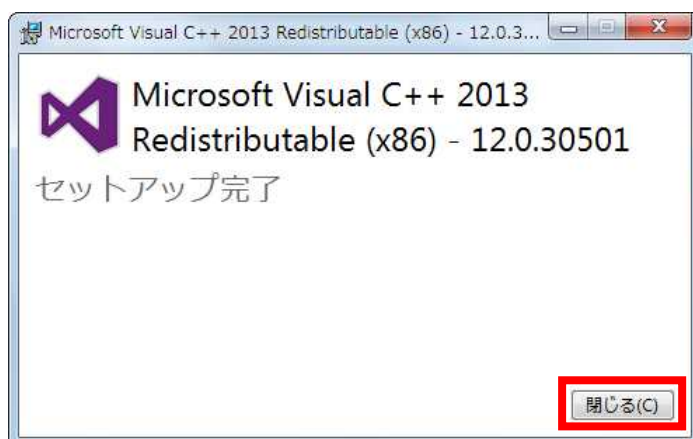 Microsoft Visual C++ 2013 Redistributable (x86) - 12.0.3...
Microsoft Visual C++ 2013
Redistributable (x86) - 12.0.30501
セットアップ完了
閉じる(C)